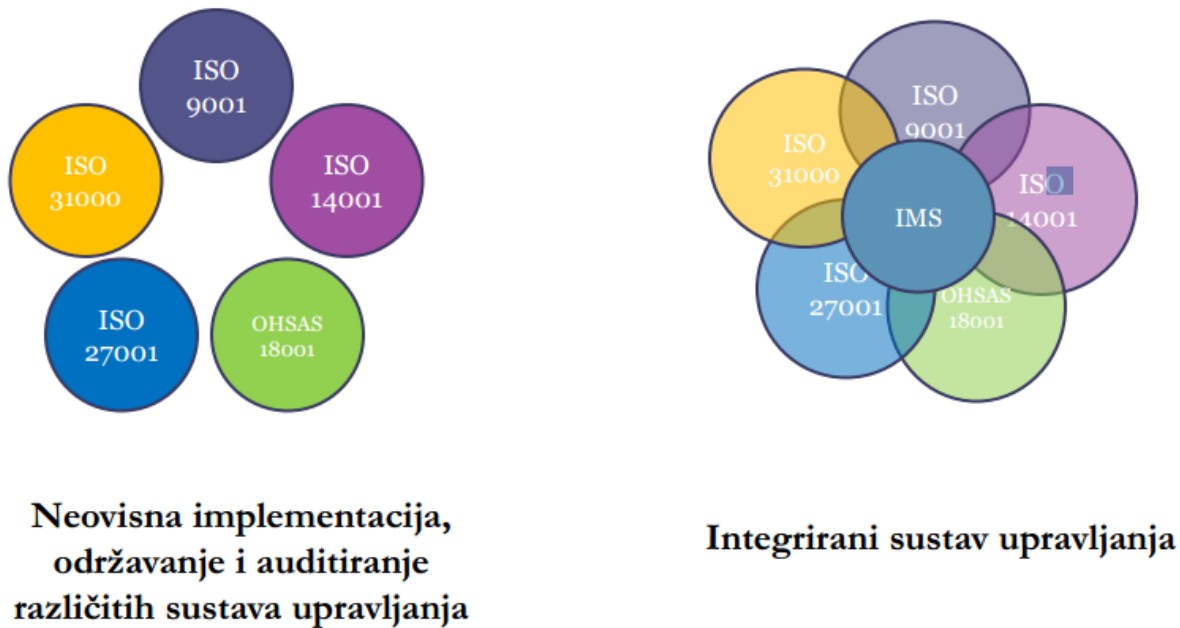 ISO
9001
ISO
31000
ISO
14001
ISO
27001
OHSAS
18001
Neovisna implementacija,
održavanje i auditiranje
različitih sustava upravljanja
ISO
9001
ISO
31000
ISO
14001
IMS
ISO
27001
OHSAS
18001
Integrirani sustav upravljanja